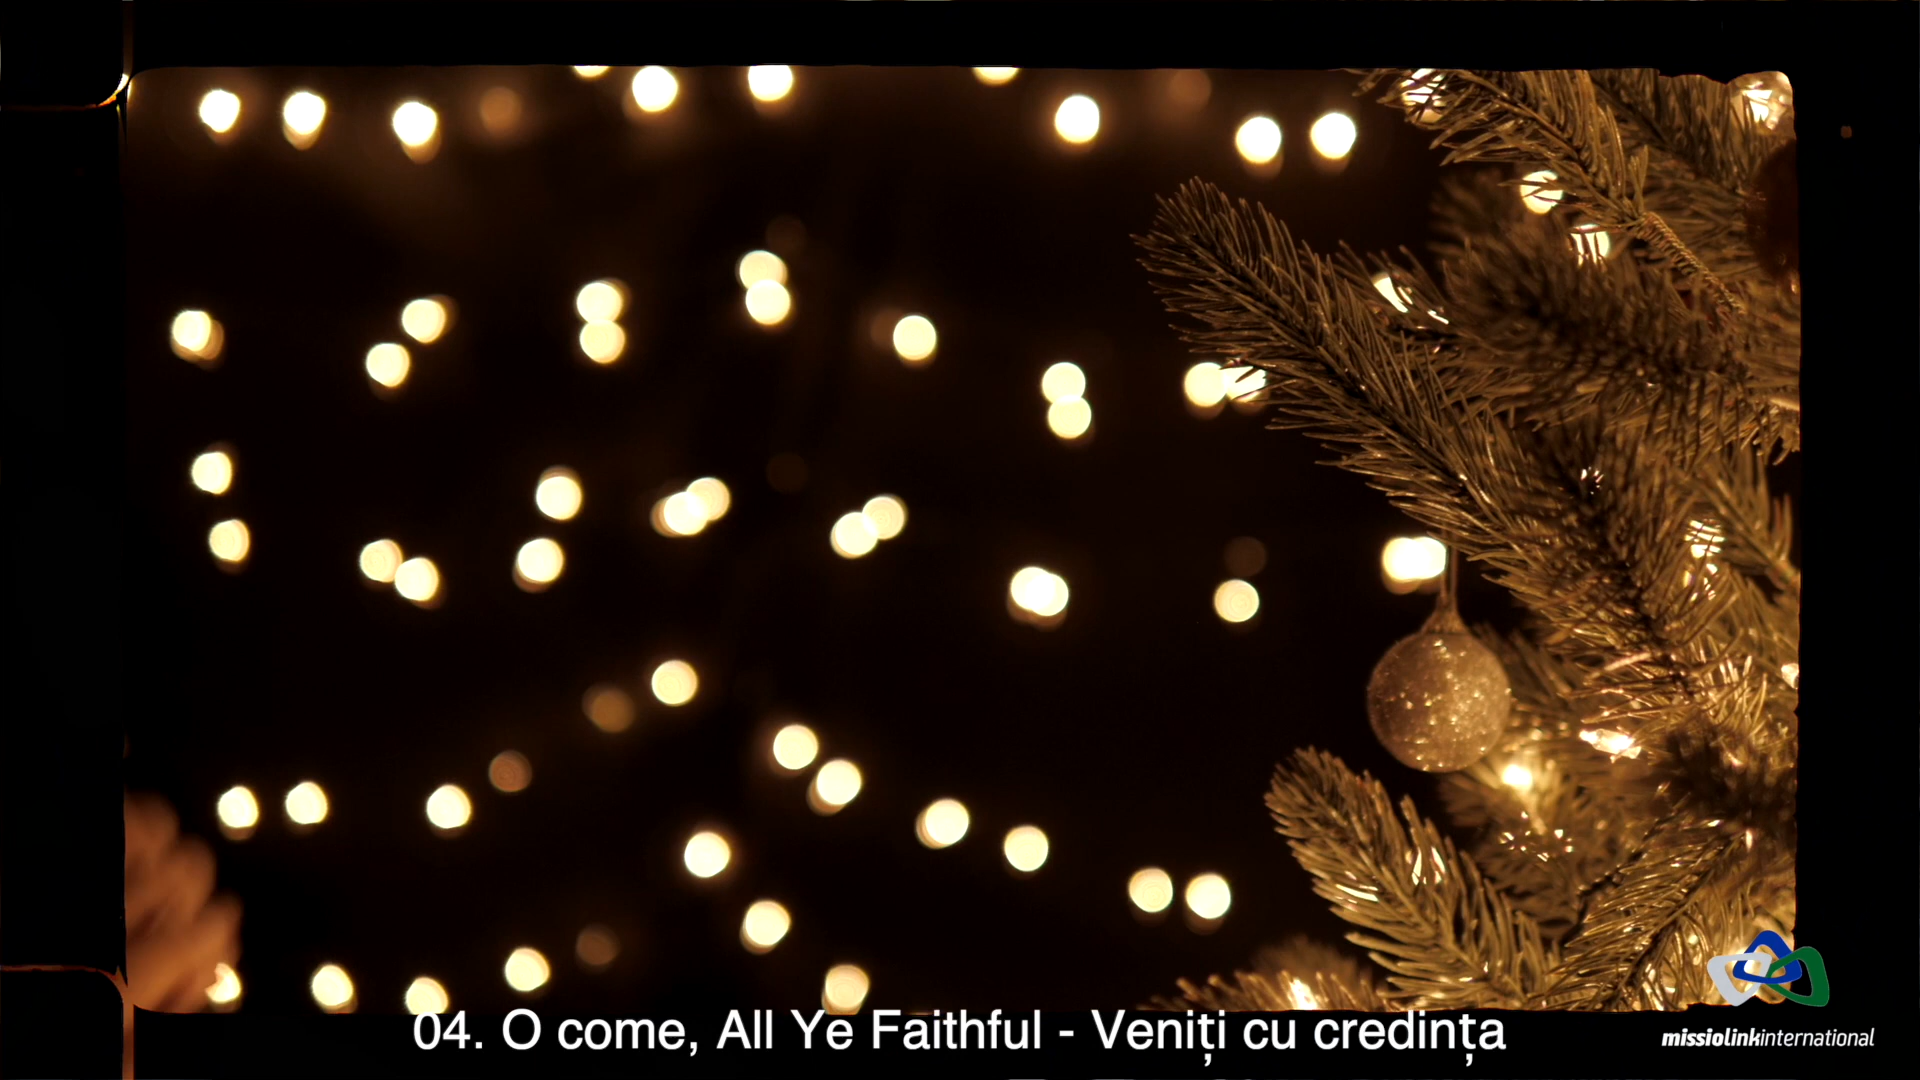 04. O come, All Ye Faithful - Veniți cu credința
missiolinkinternational